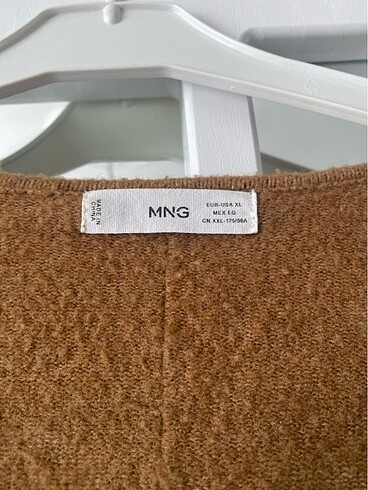 MADE IN
CHINA
MNG
EUR-USA XL
MEX EG
CN XXL-175/96A